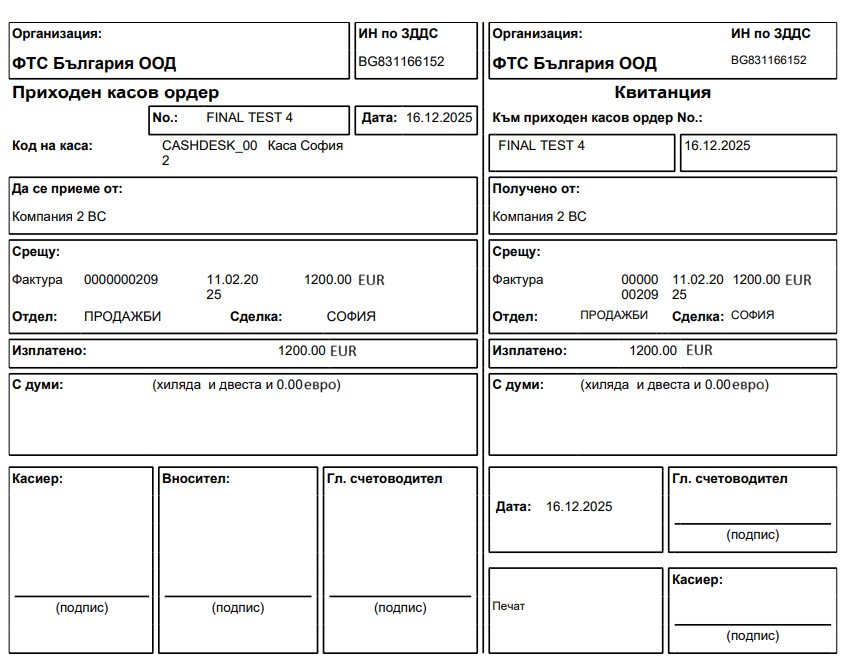 Организация:
ИН по ЗДДС
ФТС България ООД
BG831166152
Приходен касов ордер
No.: FINAL TEST 4
Дата: 16.12.2025
Код на каса: CASHDESK_00 Каса София
2
Да се приеме от:
Компания 2 ВС
Срещу:
Фактура 0000000209 11.02.20 1200.00 EUR
25
Отдел: ПРОДАЖБИ Сделка: СОФИЯ
Изплатено: 1200.00 EUR
С думи: (хиляда и двеста и 0.00евро)
Касиер:
Вносител:
Гл. счетоводител
(подпис)
(подпис)
(подпис)
Организация:
ИН по ЗДДС
ФТС България ООД
BG831166152
Квитанция
Към приходен касов ордер No.:
FINAL TEST 4
16.12.2025
Получено от:
Компания 2 ВС
Срещу:
Фактура 00000 11.02.20 1200.00 EUR
00209 25
Отдел: ПРОДАЖБИ Сделка: СОФИЯ
Изплатено: 1200.00 EUR
С думи: (хиляда и двеста и 0.00евро)
Дата: 16.12.2025
Гл. счетоводител
(подпис)
Печат
Касиер:
(подпис)